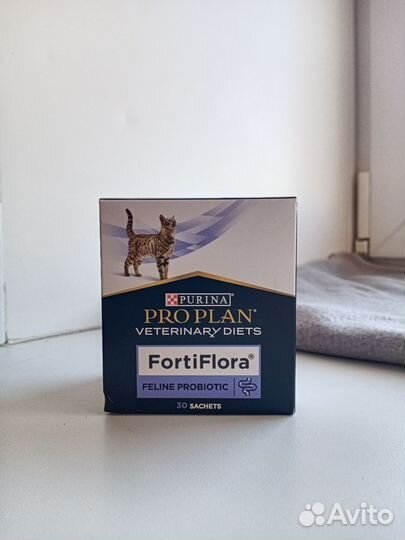 PURINA®
PRO PLAN®
VETERINARY DIETS
FortiFlora®
FELINE PROBIOTIC
30 SACHETS
Avito